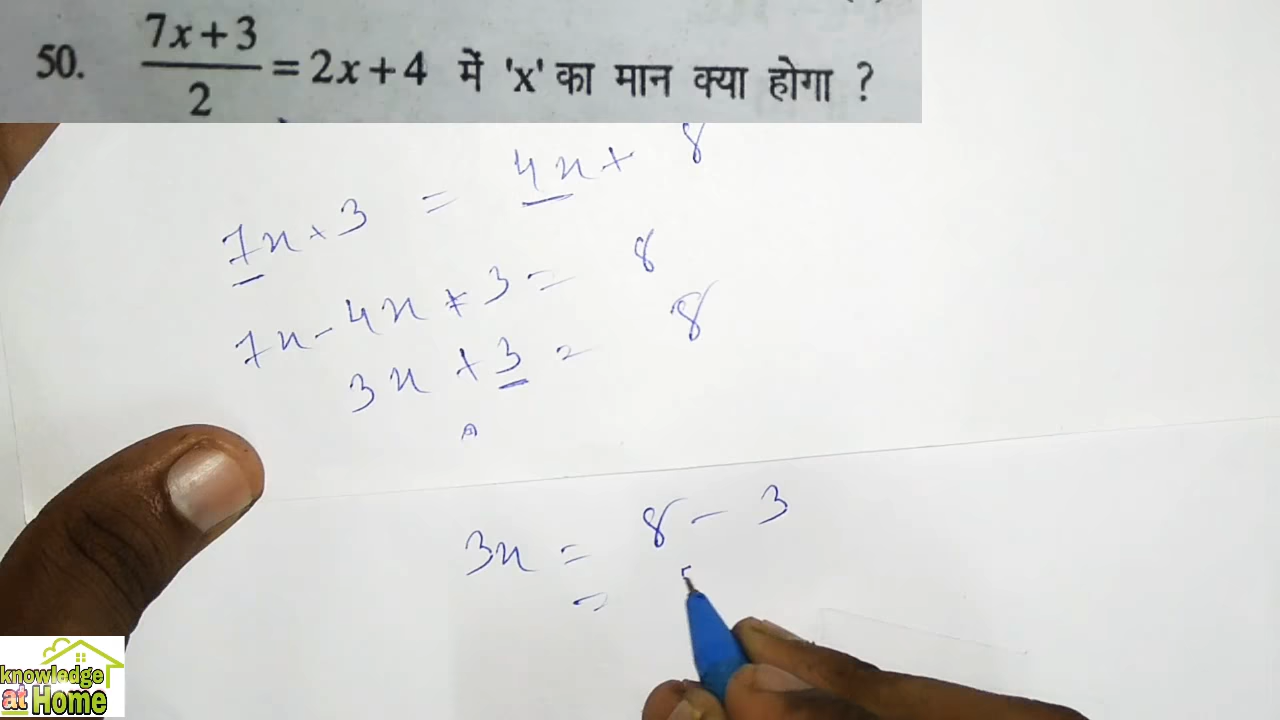 50. (7x+3)/2 = 2x+4 में 'x' का मान क्या होगा ?
7x+3 = 4x+ 8
7x-4x+3= 8
3x +3= 8
3x = 8-3
=
knowledge
at Home